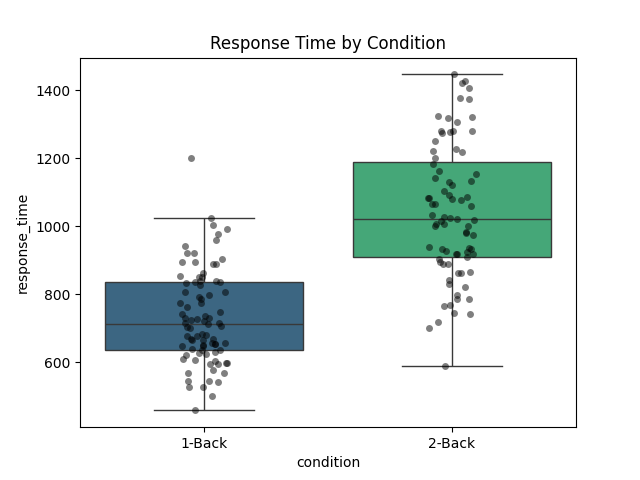 Response Time by Condition
response_time
1400
1200
1000
800
600
1-Back
2-Back
condition